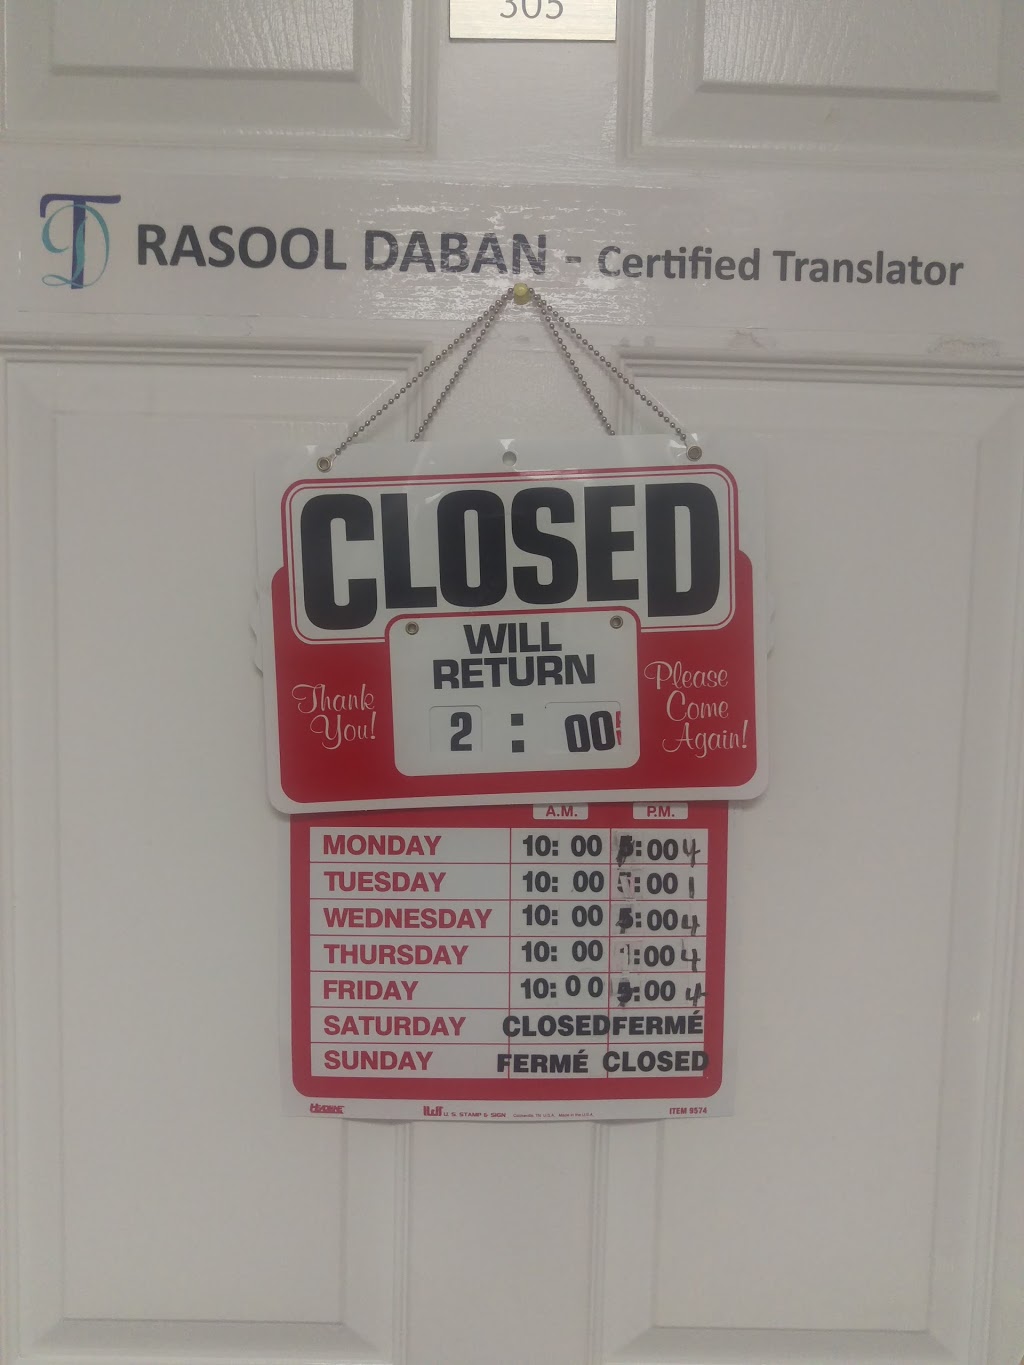 305
TD RASOOL DABAN - Certified Translator
CLOSED
WILL
RETURN
2 : 00
Thank
You!
Please
Come
Again!
A.M. P.M.
MONDAY 10: 00 :00 4
TUESDAY 10: 00 :00 1
WEDNESDAY 10: 00 :00 4
THURSDAY 10: 00 :00 4
FRIDAY 10: 00 :00 4
SATURDAY CLOSED FERMÉ
SUNDAY FERMÉ CLOSED
U.S. STAMP & SIGN ITEM 9574